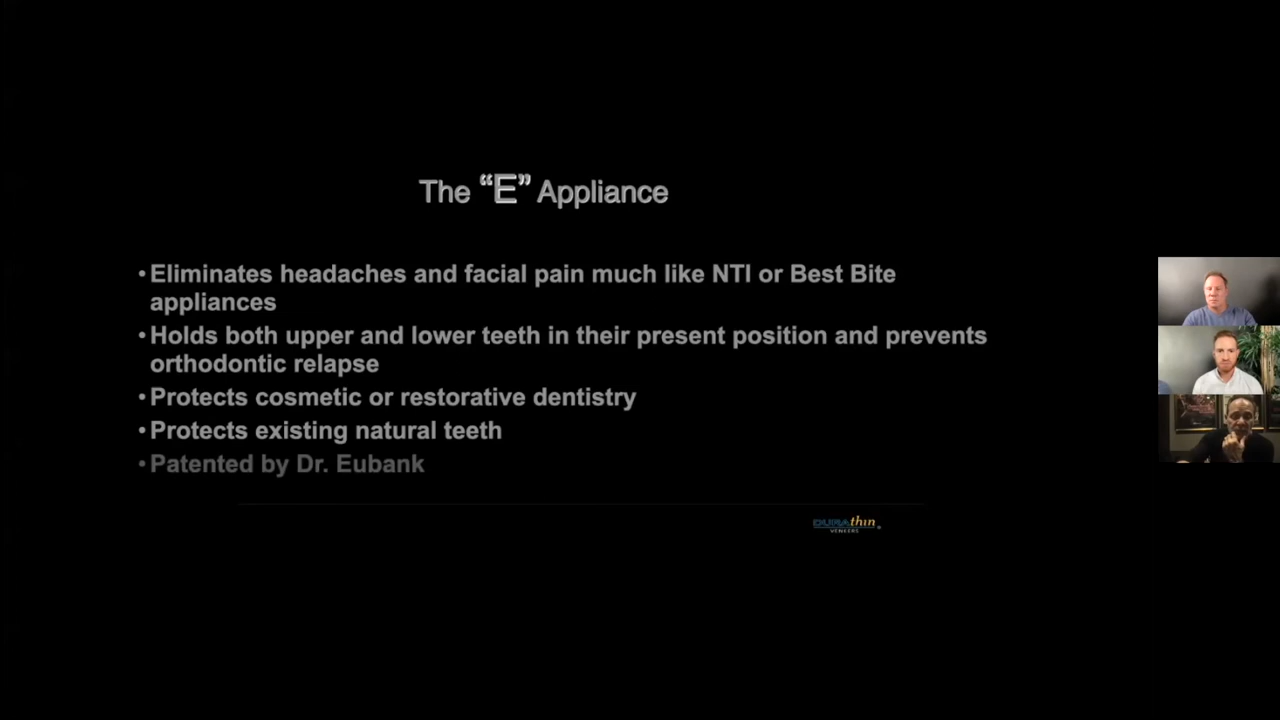 The “E” Appliance
•Eliminates headaches and facial pain much like NTI or Best Bite
appliances
•Holds both upper and lower teeth in their present position and prevents
orthodontic relapse
•Protects cosmetic or restorative dentistry
•Protects existing natural teeth
•Patented by Dr. Eubank
DURAthin®
VENEERS